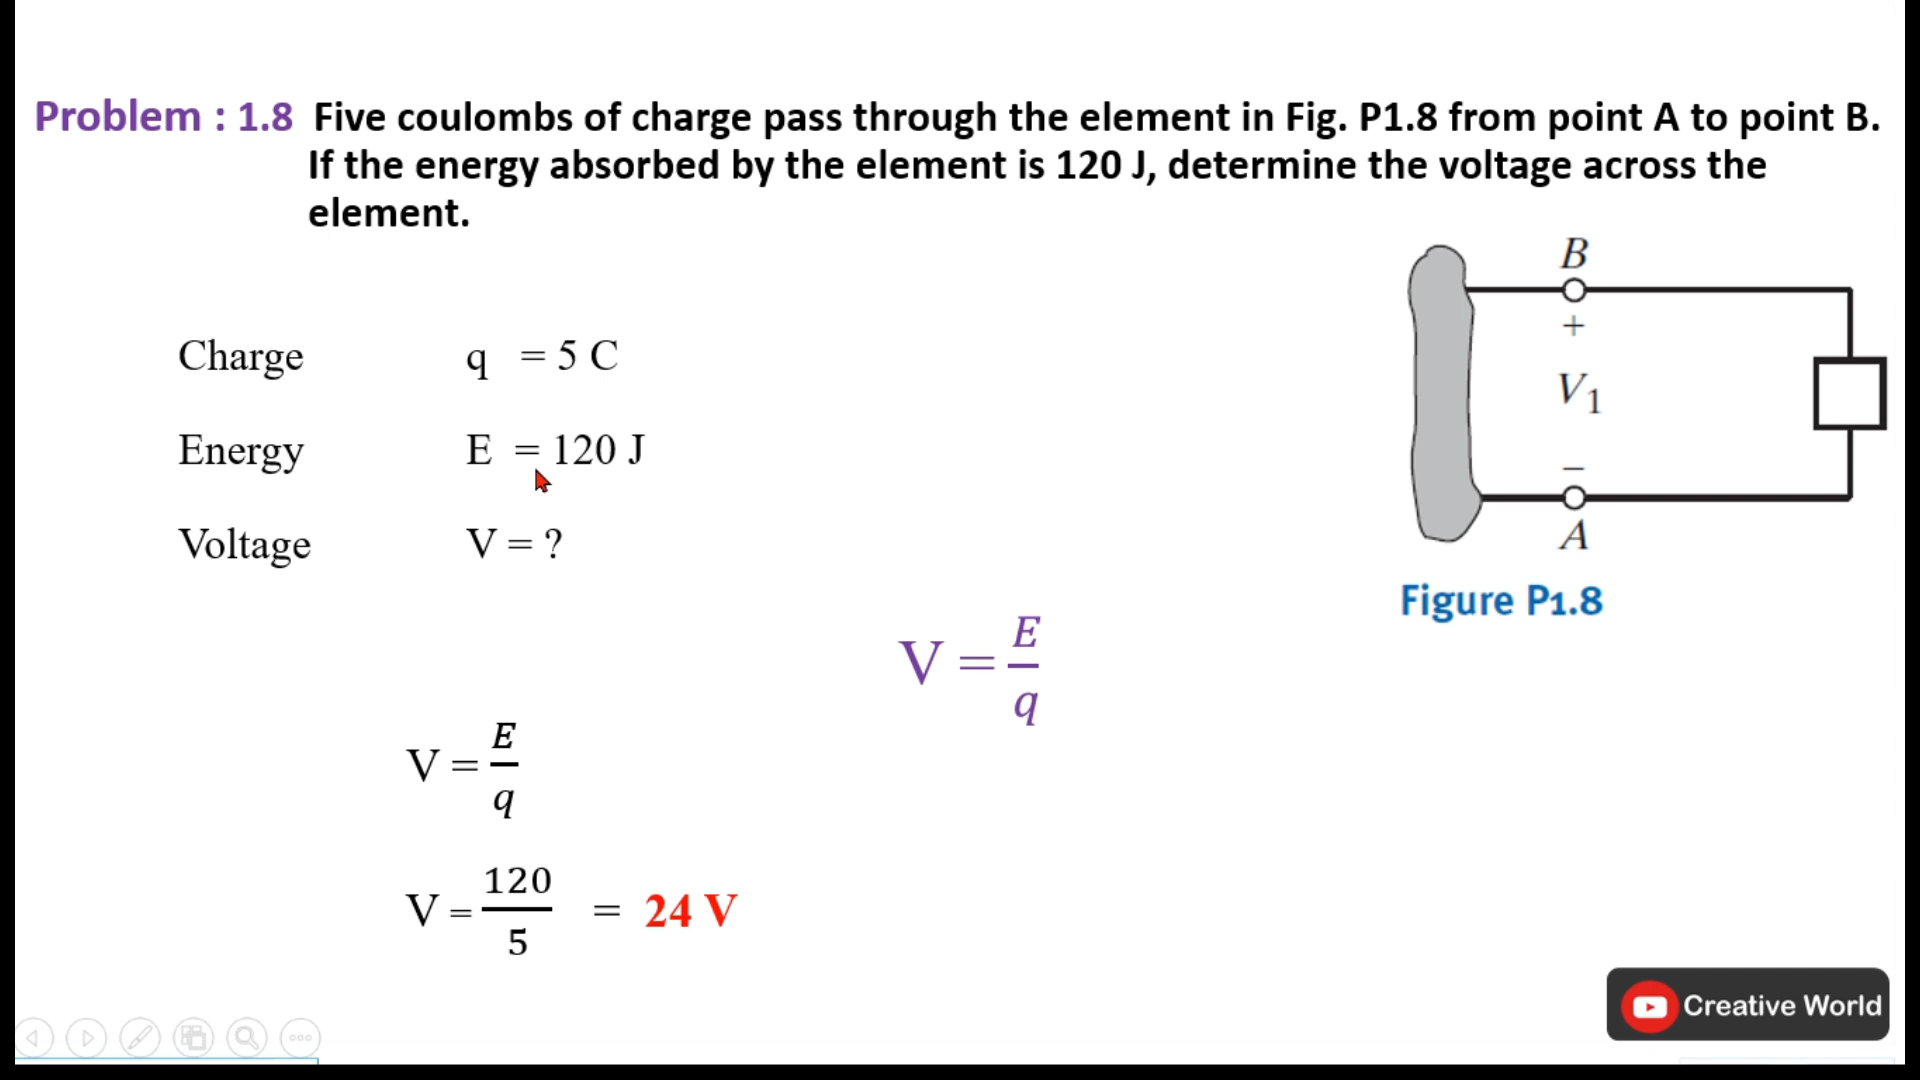 Problem : 1.8 Five coulombs of charge pass through the element in Fig. P1.8 from point A to point B.
If the energy absorbed by the element is 120 J, determine the voltage across the
element.
B
+
V₁
−
A
Figure P1.8
Charge q = 5 C
Energy E = 120 J
Voltage V = ?
V = E/q
V = E/q
V = 120/5 = 24 V
Creative World